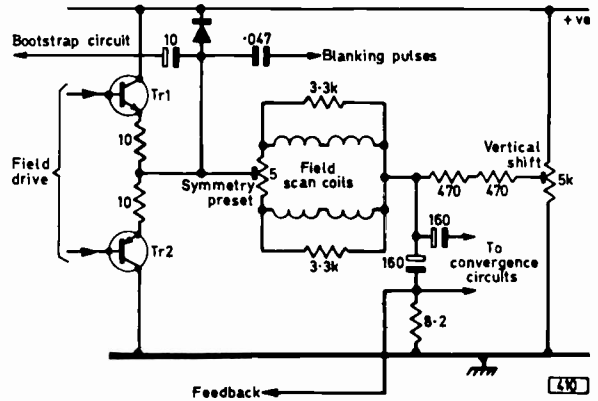 + ve
Bootstrap circuit
10
·047
Blanking pulses
Tr1
3·3k
10
Field
drive
Symmetry
preset
5
Field
scan coils
Vertical
shift
5k
470
470
10
Tr2
3·3k
160
160
To
convergence
circuits
8·2
Feedback
410